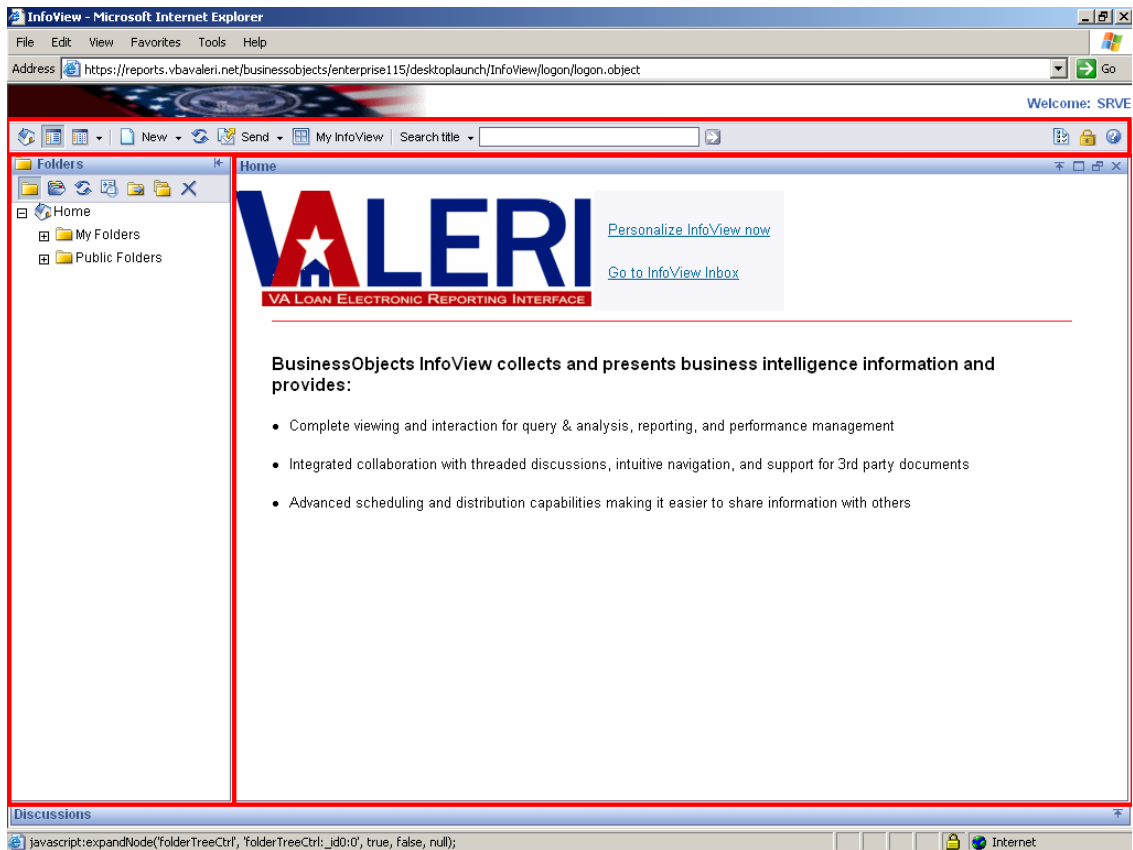 InfoView - Microsoft Internet Explorer
File Edit View Favorites Tools Help
Address https://reports.vbavaleri.net/businessobjects/enterprise115/desktoplaunch/InfoView/logon/logon.object Go
Welcome: SRVE
New Send My InfoView Search title
Folders
Home
My Folders
Public Folders
Home
VALERI
VA LOAN ELECTRONIC REPORTING INTERFACE
Personalize InfoView now
Go to InfoView Inbox
BusinessObjects InfoView collects and presents business intelligence information and
provides:
• Complete viewing and interaction for query & analysis, reporting, and performance management
• Integrated collaboration with threaded discussions, intuitive navigation, and support for 3rd party documents
• Advanced scheduling and distribution capabilities making it easier to share information with others
Discussions
javascript:expandNode('folderTreeCtrl', 'folderTreeCtrl:_id0:0', true, false, null); Internet